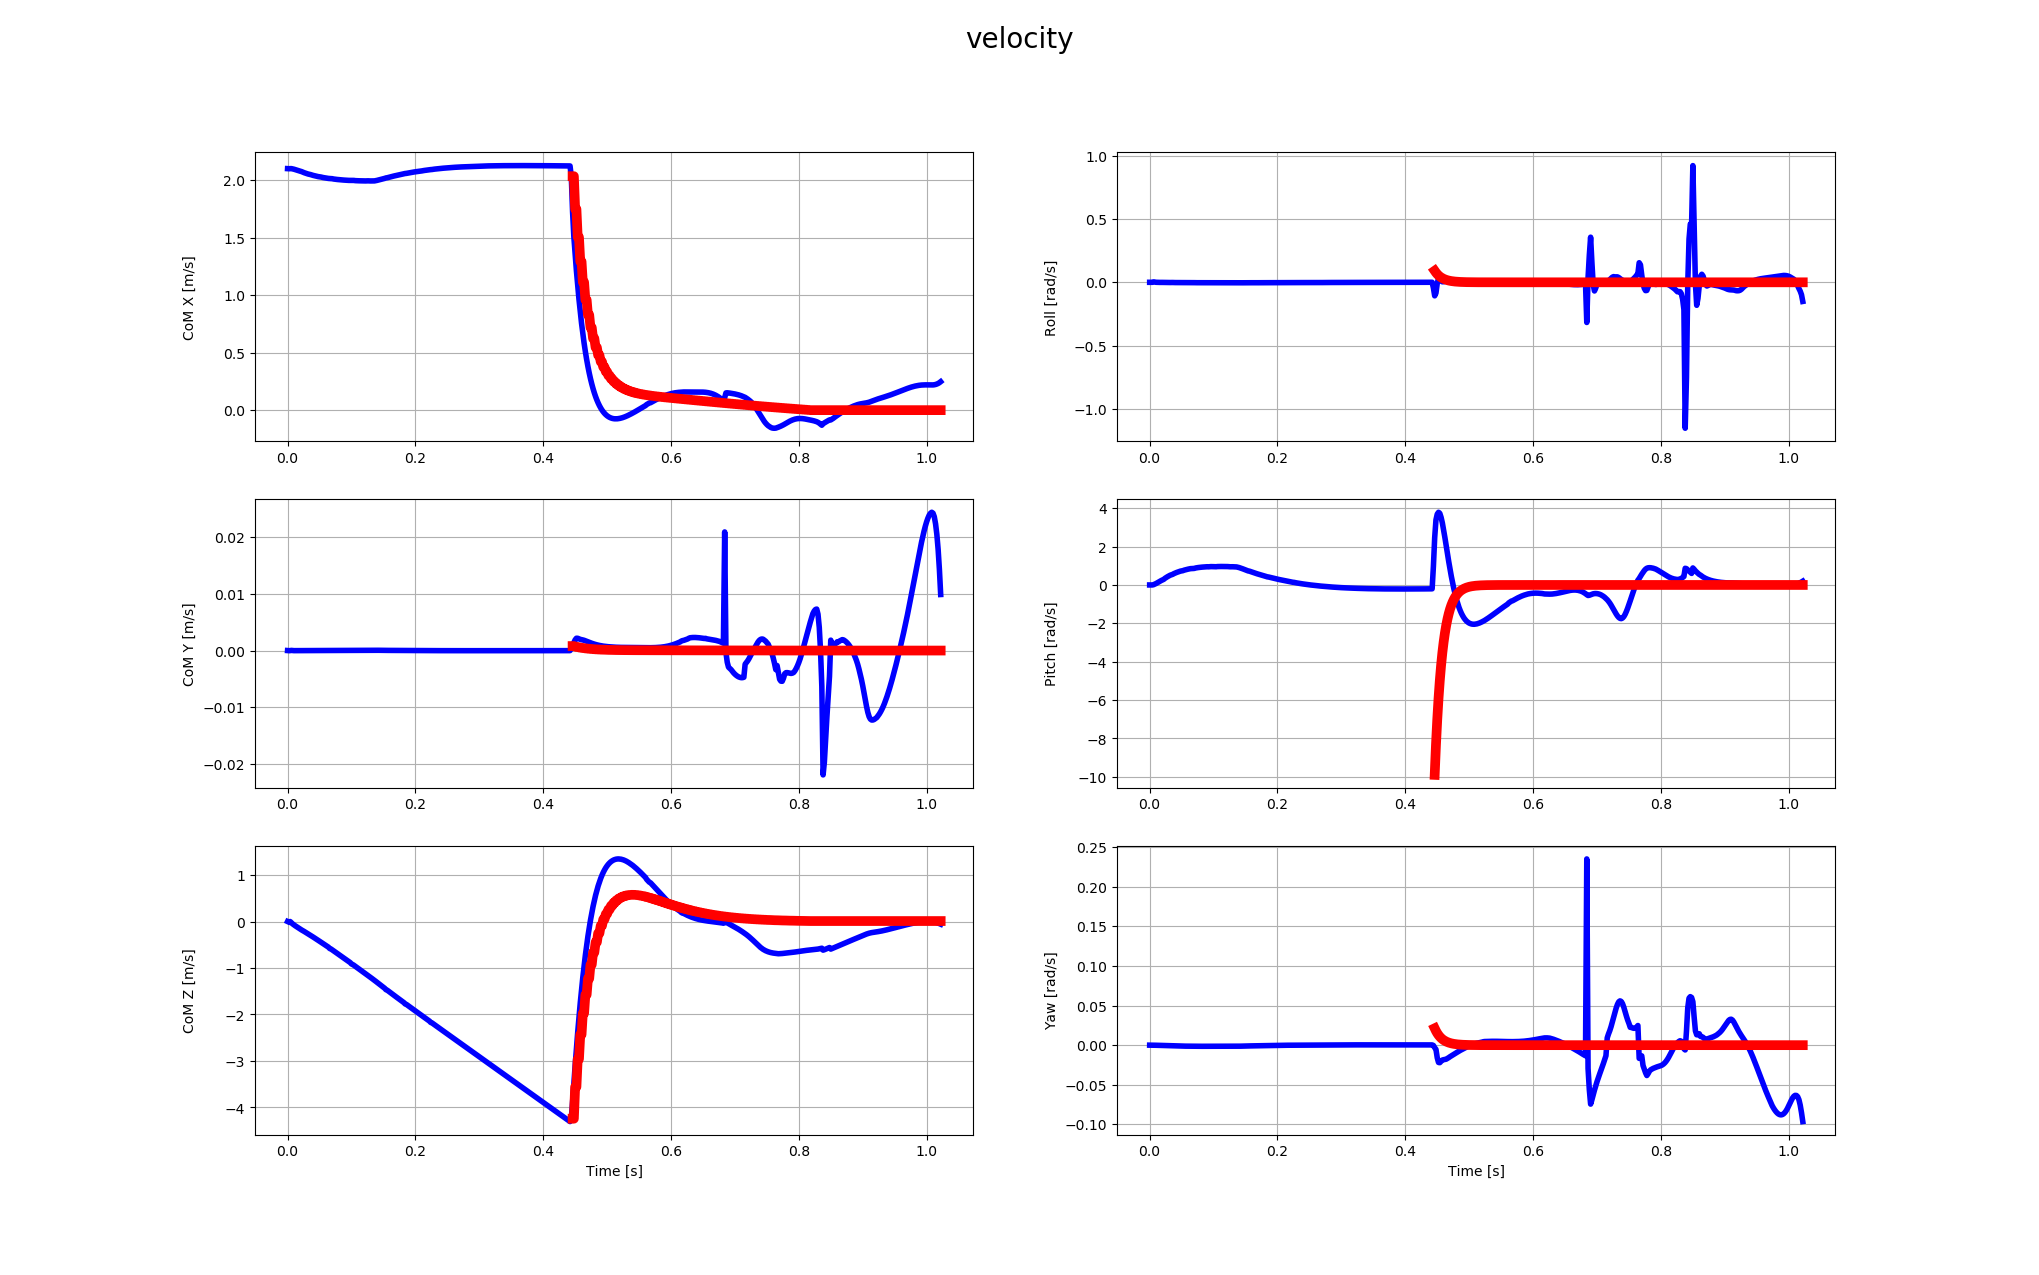 velocity
CoM X [m/s]
2.0
1.5
1.0
0.5
0.0
0.0 0.2 0.4 0.6 0.8 1.0
Roll [rad/s]
1.0
0.5
0.0
−0.5
−1.0
0.0 0.2 0.4 0.6 0.8 1.0
CoM Y [m/s]
0.02
0.01
0.00
−0.01
−0.02
0.0 0.2 0.4 0.6 0.8 1.0
Pitch [rad/s]
4
2
0
−2
−4
−6
−8
−10
0.0 0.2 0.4 0.6 0.8 1.0
CoM Z [m/s]
1
0
−1
−2
−3
−4
0.0 0.2 0.4 0.6 0.8 1.0
Time [s]
Yaw [rad/s]
0.25
0.20
0.15
0.10
0.05
0.00
−0.05
−0.10
0.0 0.2 0.4 0.6 0.8 1.0
Time [s]